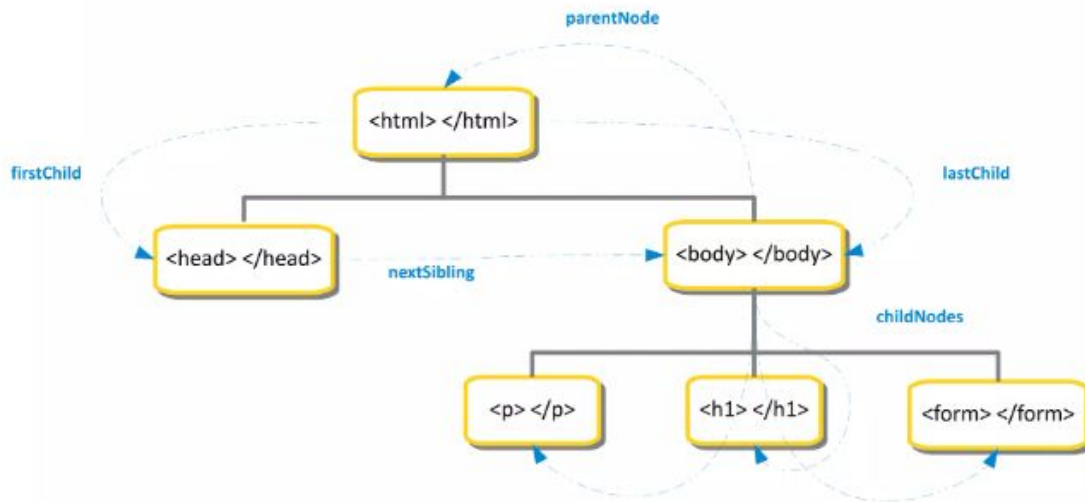 parentNode
<html> </html>
firstChild
lastChild
<head> </head>
<body> </body>
nextSibling
childNodes
<p> </p>
<h1> </h1>
<form> </form>